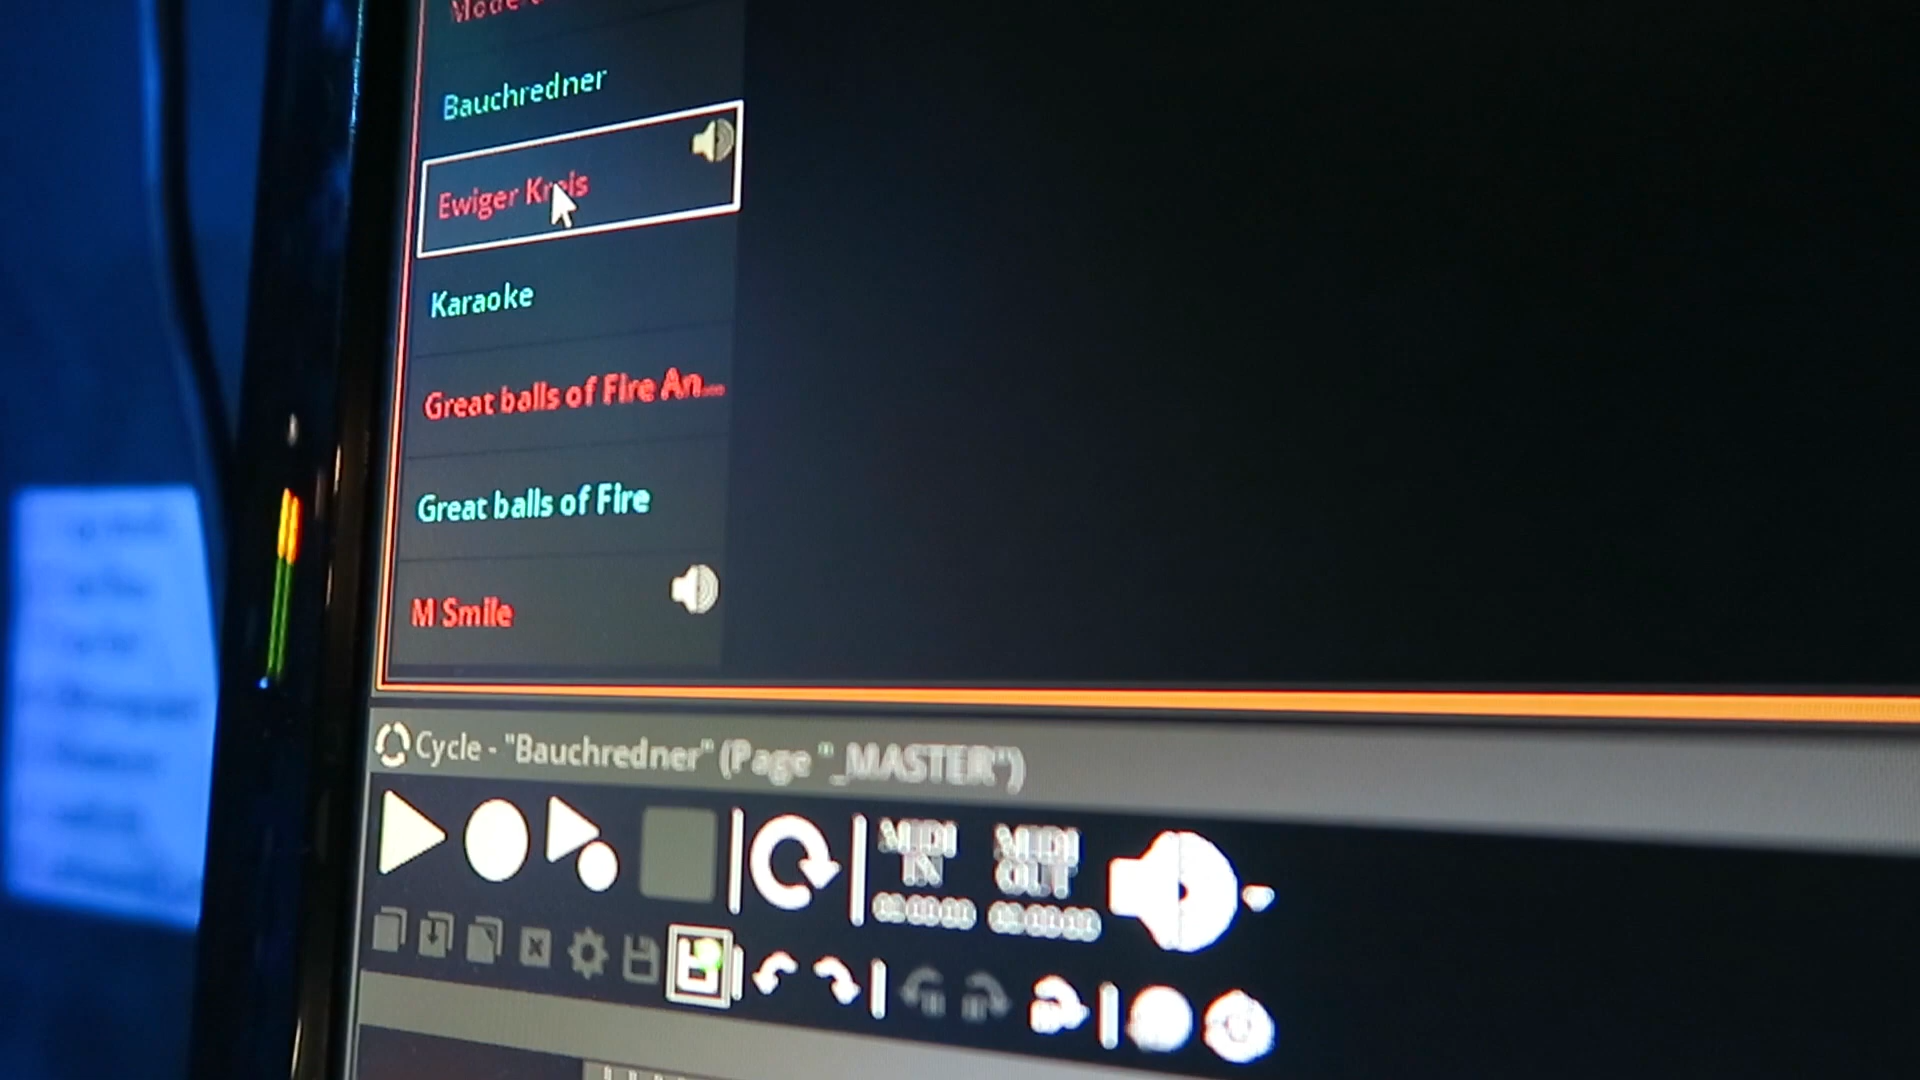 Bauchredner
Ewiger Kreis
Karaoke
Great balls of Fire An...
Great balls of Fire
M Smile
Cycle - "Bauchredner" (Page "_MASTER")
MIDI IN
MIDI OUT